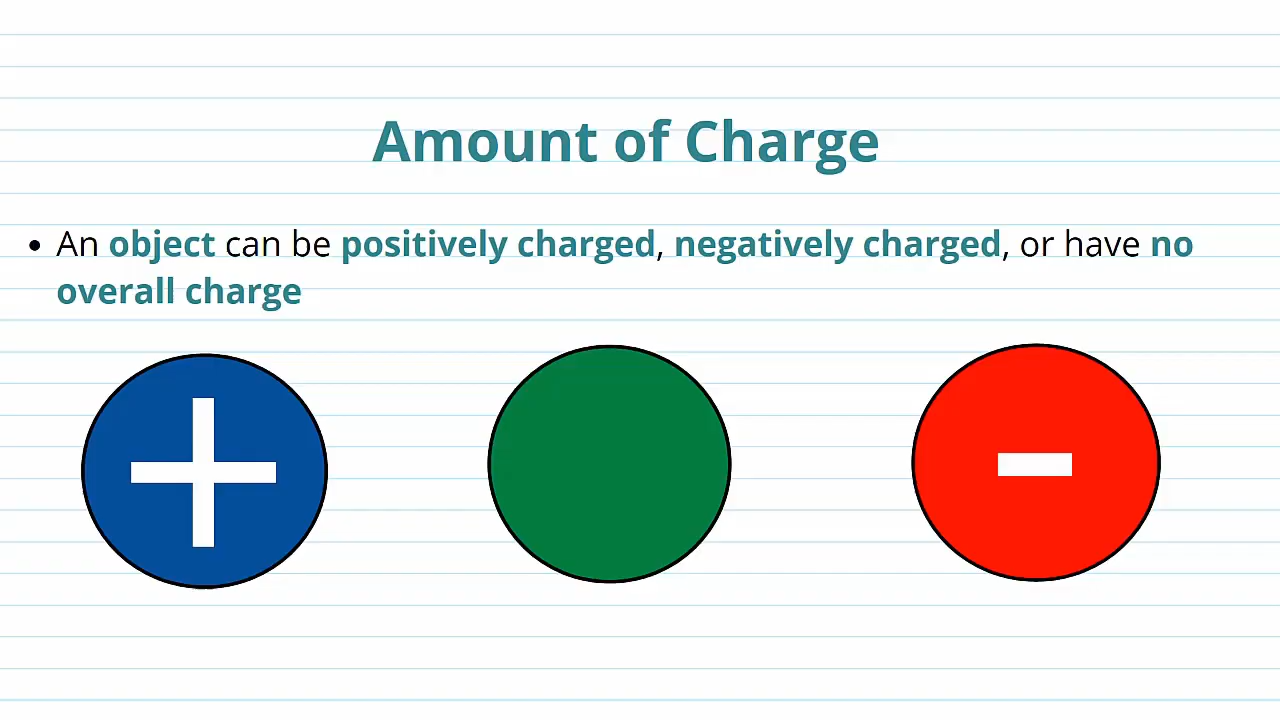 Amount of Charge
• An object can be positively charged, negatively charged, or have no
overall charge
+
-